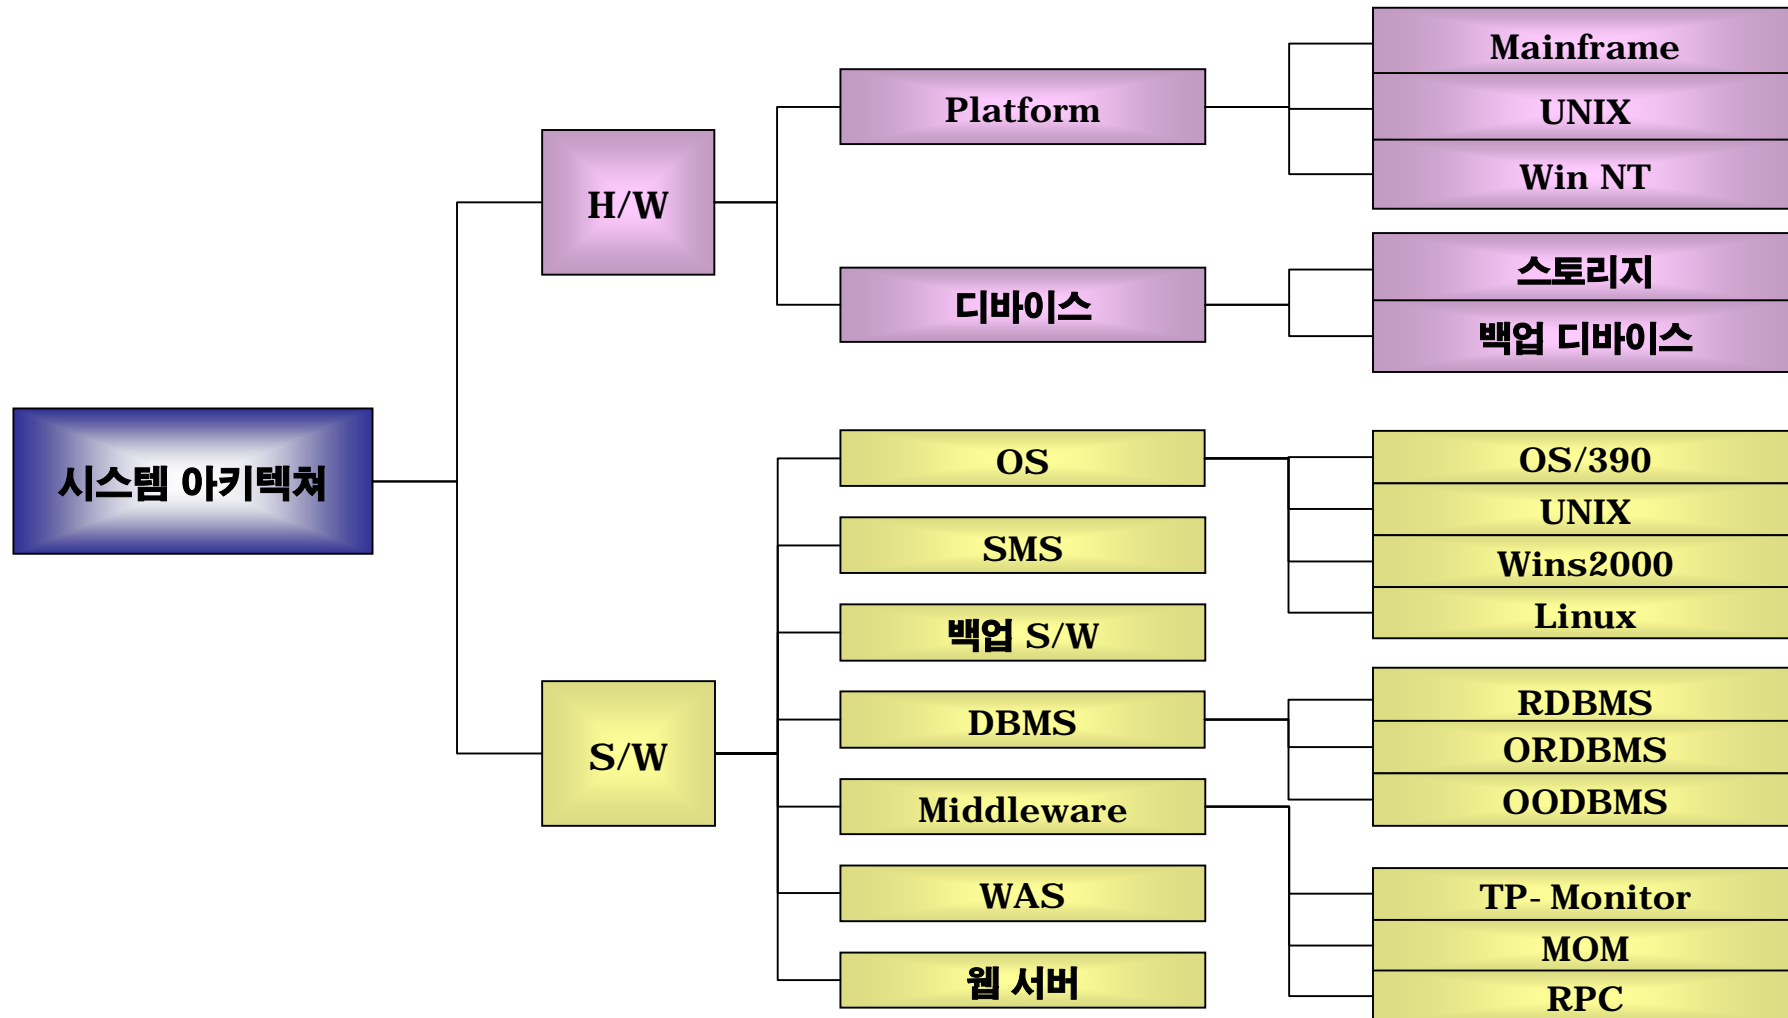 시스템 아키텍쳐
H/W
Platform
Mainframe
UNIX
Win NT
디바이스
스토리지
백업 디바이스
S/W
OS
OS/390
UNIX
Wins2000
Linux
SMS
백업 S/W
DBMS
RDBMS
ORDBMS
OODBMS
Middleware
TP- Monitor
MOM
RPC
WAS
웹 서버